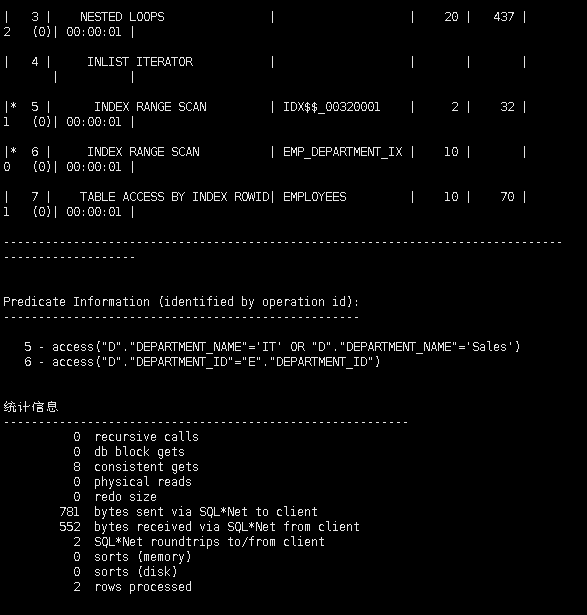 |   3 |    NESTED LOOPS                |                   |    20 |   437 |
2   (0)| 00:00:01 |
|   4 |     INLIST ITERATOR            |                   |       |       |
       |          |
|*  5 |      INDEX RANGE SCAN         | IDX$$_00320001    |     2 |    32 |
1   (0)| 00:00:01 |
|*  6 |     INDEX RANGE SCAN          | EMP_DEPARTMENT_IX |    10 |       |
0   (0)| 00:00:01 |
|   7 |    TABLE ACCESS BY INDEX ROWID| EMPLOYEES         |    10 |    70 |
1   (0)| 00:00:01 |
--------------------------------------------------------------------------------
-------------------
Predicate Information (identified by operation id):
---------------------------------------------------
   5 - access("D"."DEPARTMENT_NAME"='IT' OR "D"."DEPARTMENT_NAME"='Sales')
   6 - access("D"."DEPARTMENT_ID"="E"."DEPARTMENT_ID")
统计信息
----------------------------------------------------------
          0  recursive calls
          0  db block gets
          8  consistent gets
          0  physical reads
          0  redo size
        781  bytes sent via SQL*Net to client
        552  bytes received via SQL*Net from client
          2  SQL*Net roundtrips to/from client
          0  sorts (memory)
          0  sorts (disk)
          2  rows processed